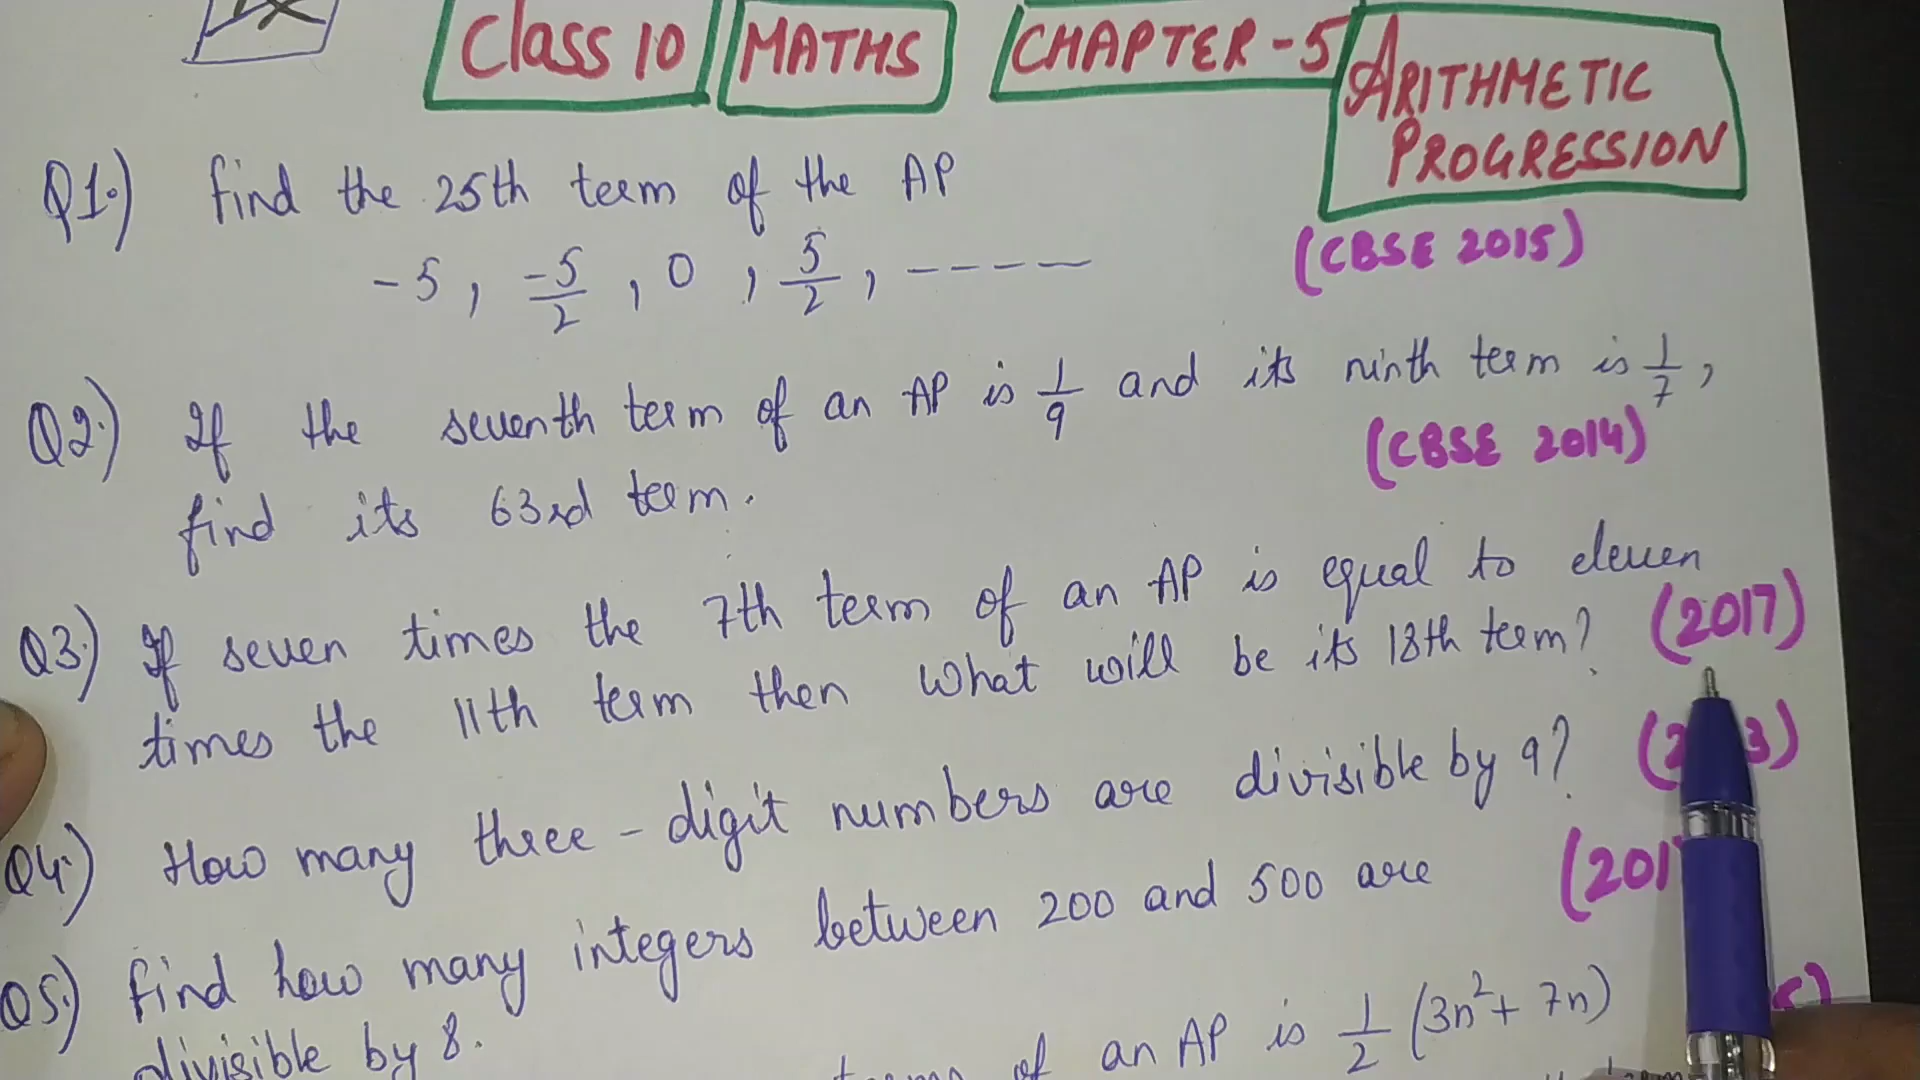 Class 10 MATHS CHAPTER-5 ARITHMETIC PROGRESSION
Q1.) find the 25th term of the AP
-5, -5/2, 0, 5/2, -----
(CBSE 2015)
Q2.) If the seventh term of an AP is 1/9 and its ninth term is 1/7,
find its 63rd term.
(CBSE 2014)
Q3.) If seven times the 7th term of an AP is equal to eleven
times the 11th term then what will be its 18th term? (2017)
Q4.) How many three-digit numbers are divisible by 9?
Q5.) find how many integers between 200 and 500 are
divisible by 8.
terms of an AP is 1/2 (3n²+ 7n)